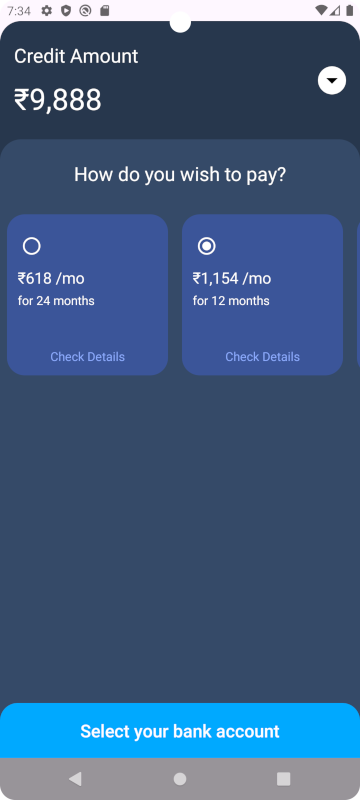 7:34
Credit Amount
₹9,888
How do you wish to pay?
₹618 /mo
for 24 months
Check Details
₹1,154 /mo
for 12 months
Check Details
Select your bank account